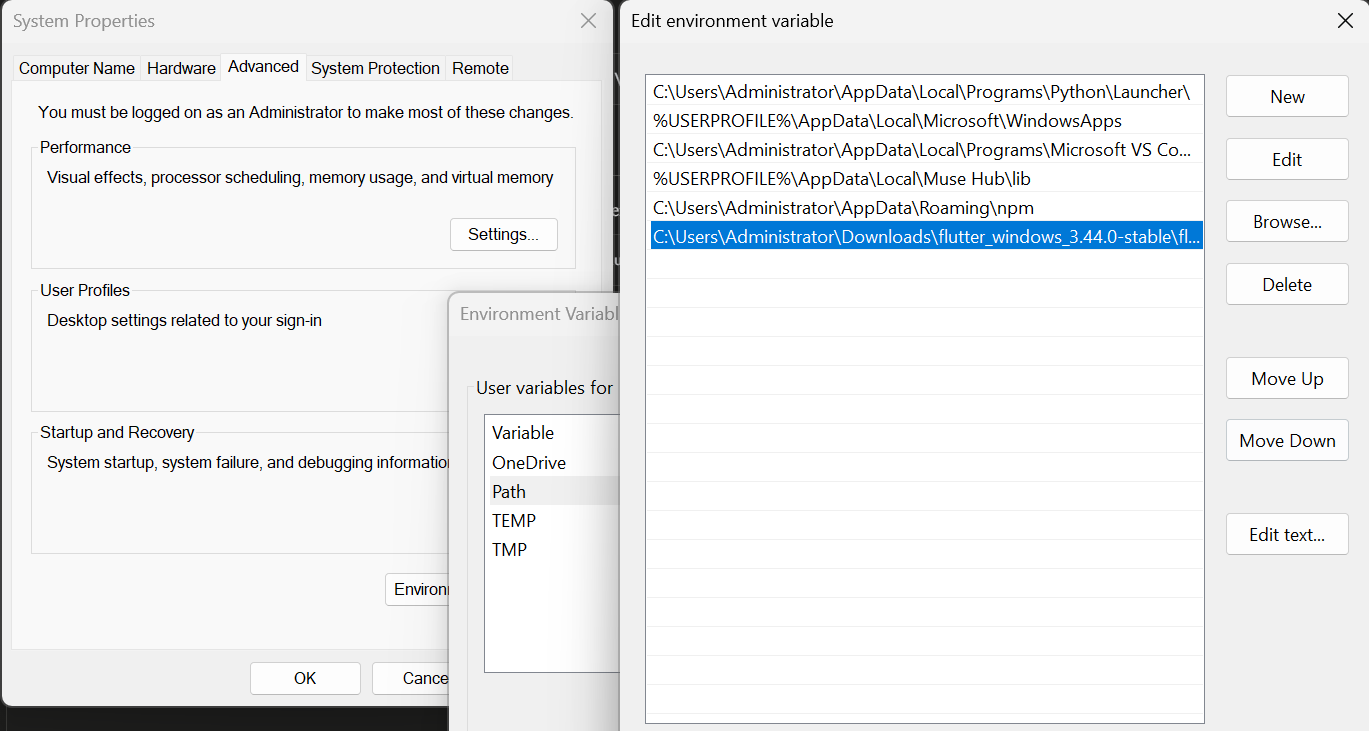 System Properties
Computer Name
Hardware
Advanced
System Protection
Remote
You must be logged on as an Administrator to make most of these changes.
Performance
Visual effects, processor scheduling, memory usage, and virtual memory
Settings...
User Profiles
Desktop settings related to your sign-in
Startup and Recovery
System startup, system failure, and debugging informatio
Environ
OK
Cance
Environment Variabl
User variables for
Variable
OneDrive
Path
TEMP
TMP
Edit environment variable
C:\Users\Administrator\AppData\Local\Programs\Python\Launcher\
%USERPROFILE%\AppData\Local\Microsoft\WindowsApps
C:\Users\Administrator\AppData\Local\Programs\Microsoft VS Co...
%USERPROFILE%\AppData\Local\Muse Hub\lib
C:\Users\Administrator\AppData\Roaming\npm
C:\Users\Administrator\Downloads\flutter_windows_3.44.0-stable\fl...
New
Edit
Browse...
Delete
Move Up
Move Down
Edit text...